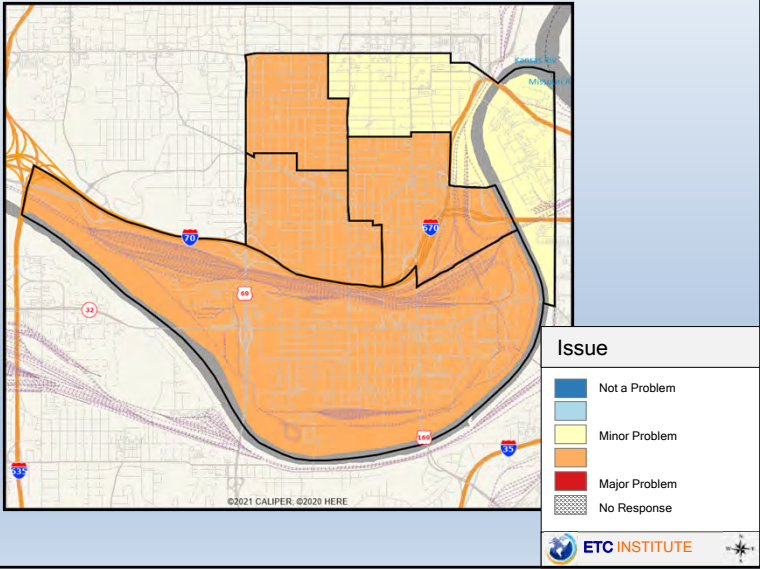 Kansas Riv
Missouri R
70
670
69
32
169
35
635
©2021 CALIPER; ©2020 HERE
Issue
Not a Problem
Minor Problem
Major Problem
No Response
ETC INSTITUTE